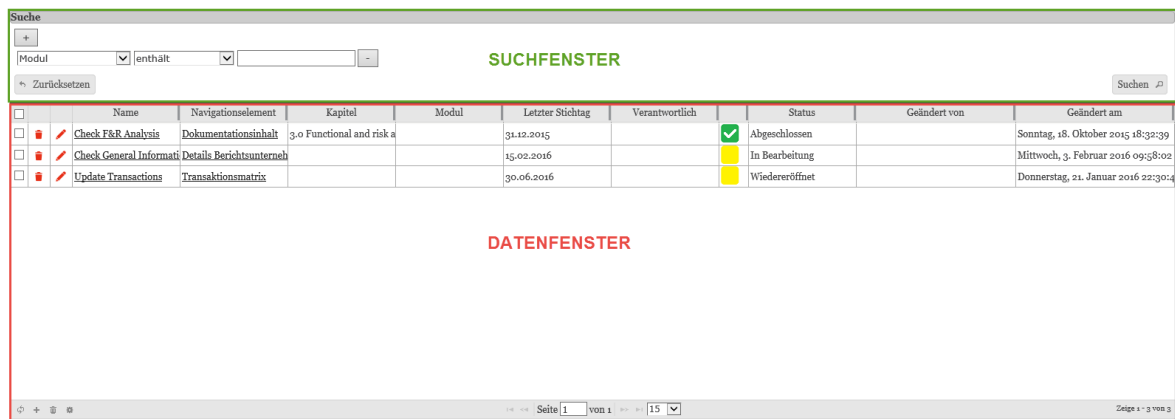 Suche
+
Modul enthält -
SUCHFENSTER
Zurücksetzen Suchen
Name Navigationselement Kapitel Modul Letzter Stichtag Verantwortlich Status Geändert von Geändert am
Check F&R Analysis Dokumentationsinhalt 3.0 Functional and risk a 31.12.2015 Abgeschlossen Sonntag, 18. Oktober 2015 18:32:39
Check General Informati Details Berichtsunterneh 15.02.2016 In Bearbeitung Mittwoch, 3. Februar 2016 09:58:02
Update Transactions Transaktionsmatrix 30.06.2016 Wiedereröffnet Donnerstag, 21. Januar 2016 22:30:4
DATENFENSTER
+ Seite 1 von 1 15 Zeige 1 - 3 von 3